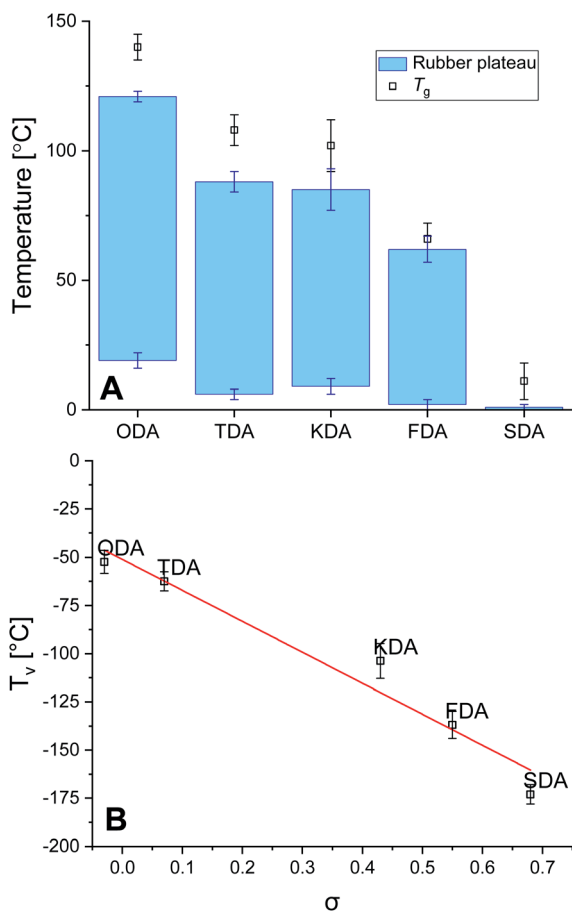 150
100
50
0
Temperature [°C]
Rubber plateau
Tg
A
ODA TDA KDA FDA SDA
0
-25
-50
-75
-100
-125
-150
-175
-200
Tv [°C]
ODA
TDA
KDA
FDA
SDA
B
0.0 0.1 0.2 0.3 0.4 0.5 0.6 0.7
σ